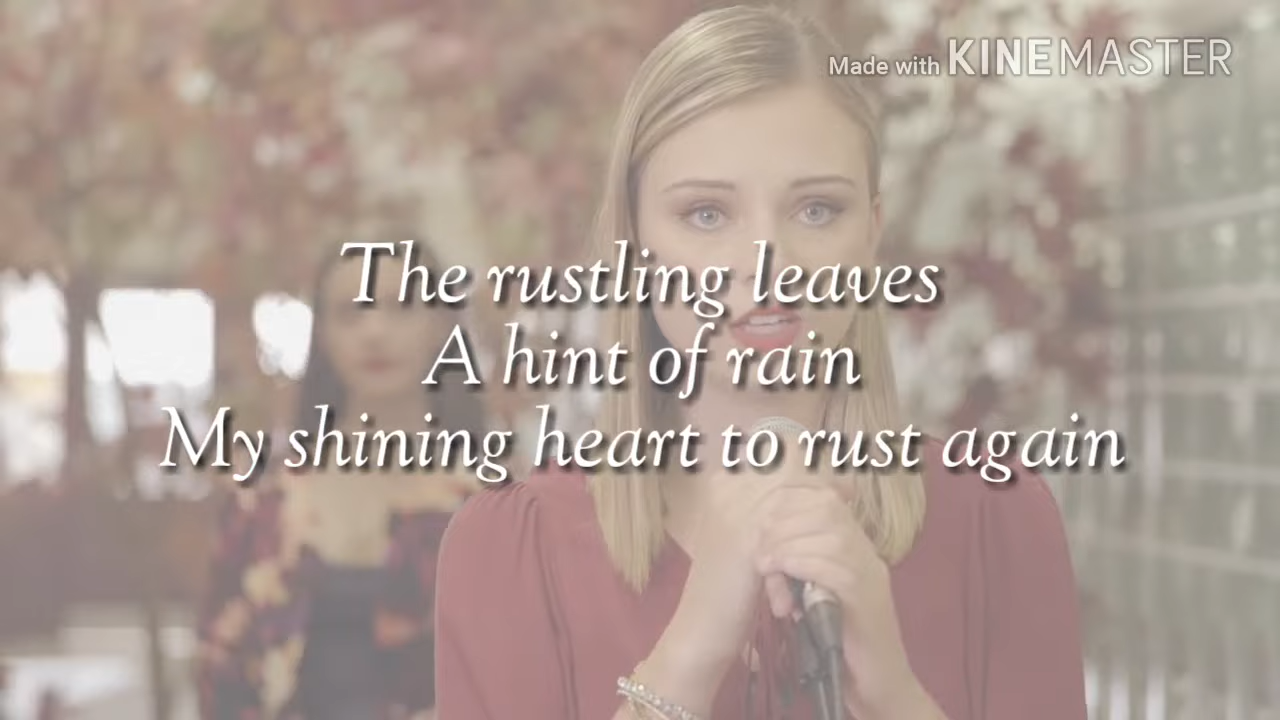 Made with KINEMASTER
The rustling leaves
A hint of rain
My shining heart to rust again